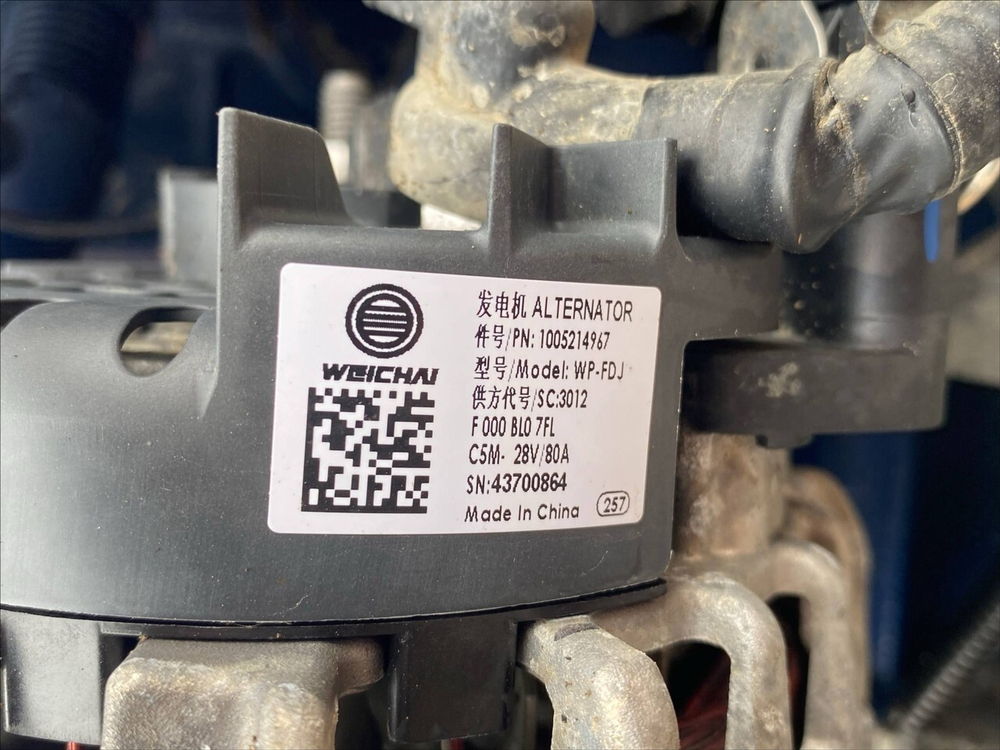 WEICHAI
发电机 ALTERNATOR
件号/PN: 1005214967
型号/Model: WP-FDJ
供方代号/SC:3012
F 000 BL0 7FL
C5M- 28V/80A
SN:43700864
Made In China 257